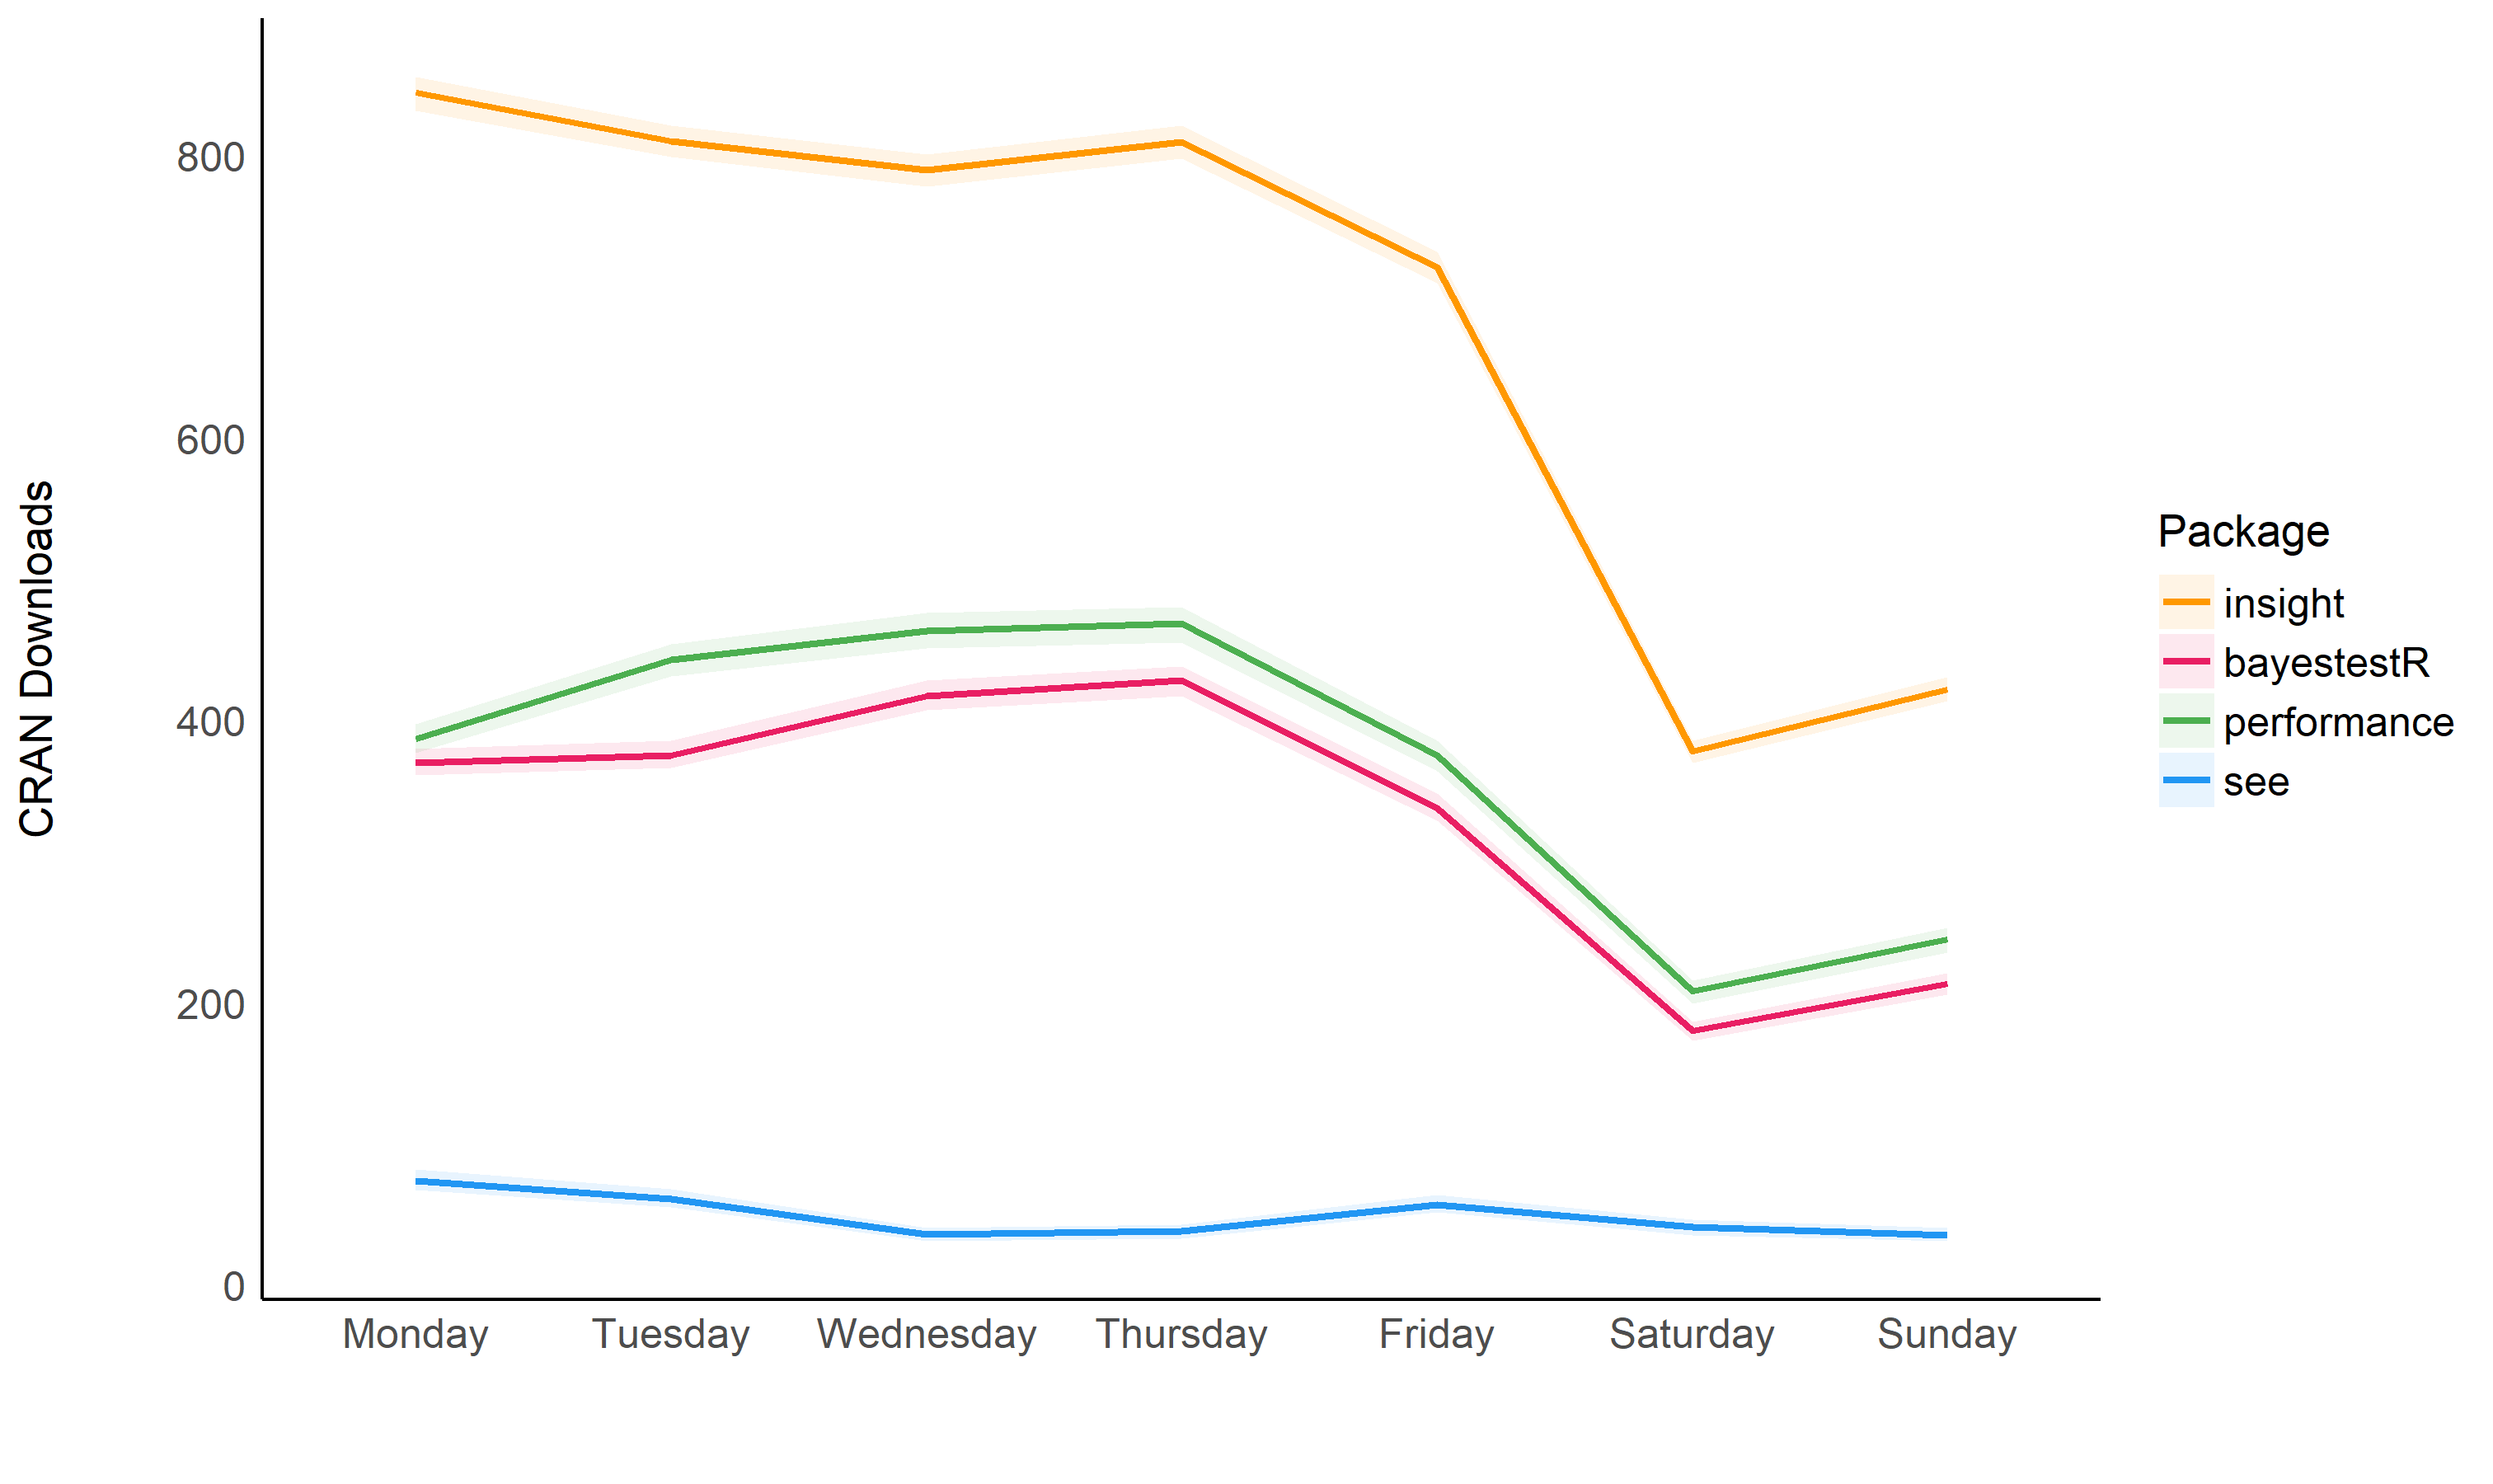 CRAN Downloads
800
600
400
200
0
Monday Tuesday Wednesday Thursday Friday Saturday Sunday
Package
insight
bayestestR
performance
see